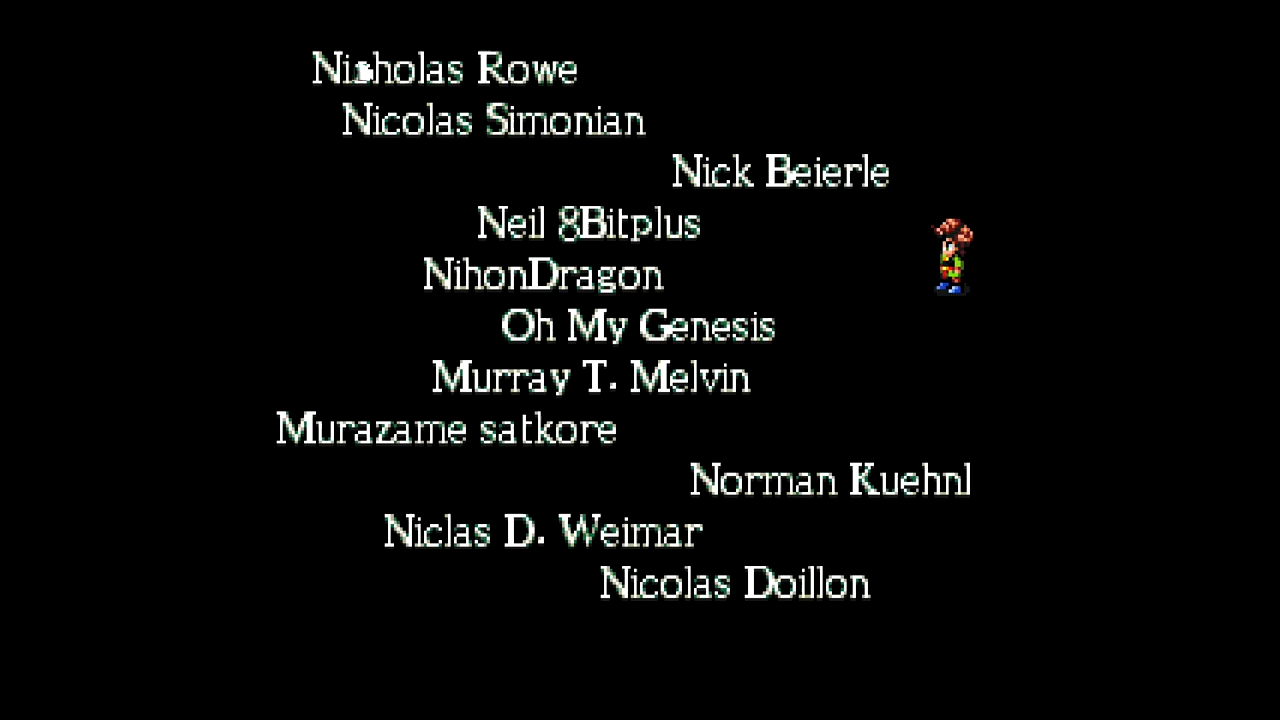 Nicholas Rowe
Nicolas Simonian
Nick Beierle
Neil 8Bitplus
NihonDragon
Oh My Genesis
Murray T. Melvin
Murazame satkore
Norman Kuehnl
Niclas D. Weimar
Nicolas Doillon